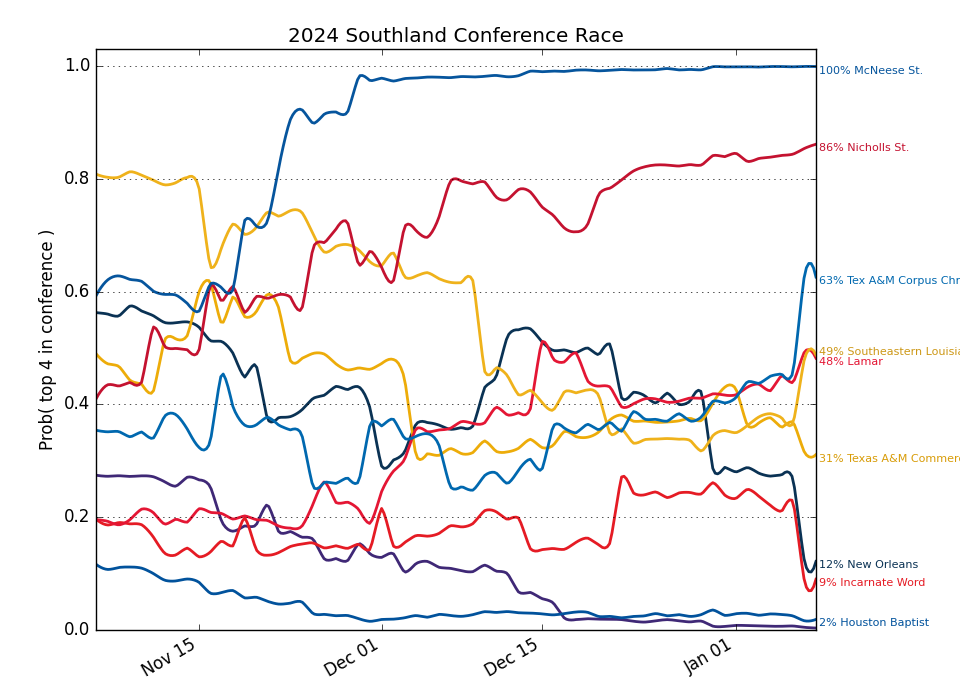 2024 Southland Conference Race
Prob( top 4 in conference )
1.0
0.8
0.6
0.4
0.2
0.0
Nov 15
Dec 01
Dec 15
Jan 01
100% McNeese St.
86% Nicholls St.
63% Tex A&M Corpus Chr
49% Southeastern Louisia
48% Lamar
31% Texas A&M Commerc
12% New Orleans
9% Incarnate Word
2% Houston Baptist